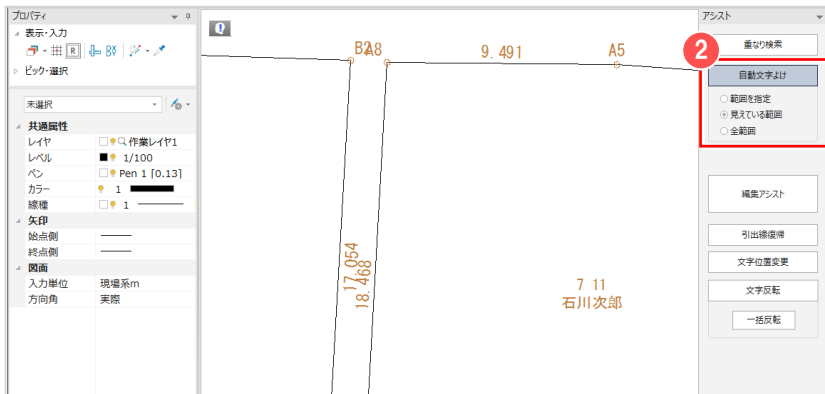 プロパティ
表示・入力
R
ピック・選択
未選択
共通属性
レイヤ 作業レイヤ1
レベル 1/100
ペン Pen 1 [0.13]
カラー 1
線種 1
矢印
始点側
終点側
図面
入力単位 現場系m
方向角 実際
B2
A8
9.491
A5
17.054
18.468
7 11
石川次郎
アシスト
2
重なり検索
自動文字よけ
範囲を指定
見えている範囲
全範囲
編集アシスト
引出線復帰
文字位置変更
文字反転
一括反転